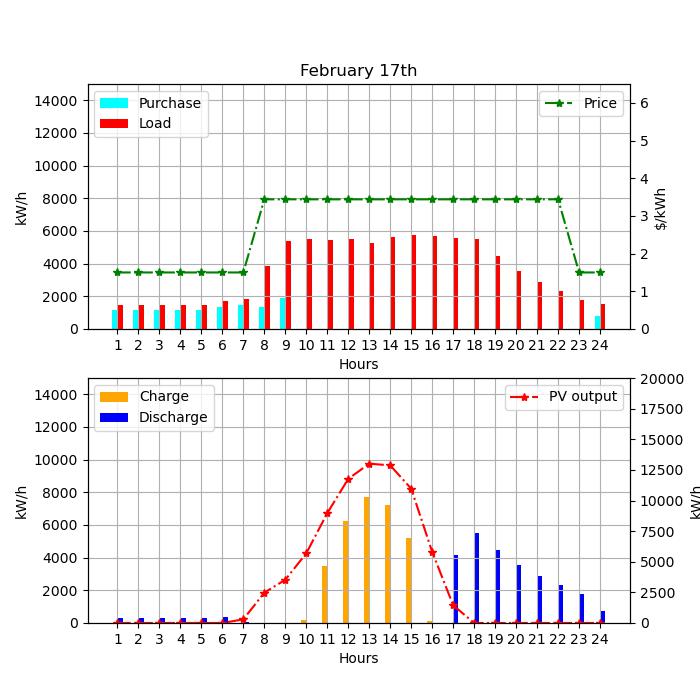 February 17th
14000
12000
10000
8000
6000
4000
2000
0
kW/h
Purchase
Load
Price
6
5
4
3
2
1
0
$/kWh
1 2 3 4 5 6 7 8 9 10 11 12 13 14 15 16 17 18 19 20 21 22 23 24
Hours
14000
12000
10000
8000
6000
4000
2000
0
kW/h
Charge
Discharge
PV output
20000
17500
15000
12500
10000
7500
5000
2500
0
kW/h
1 2 3 4 5 6 7 8 9 10 11 12 13 14 15 16 17 18 19 20 21 22 23 24
Hours